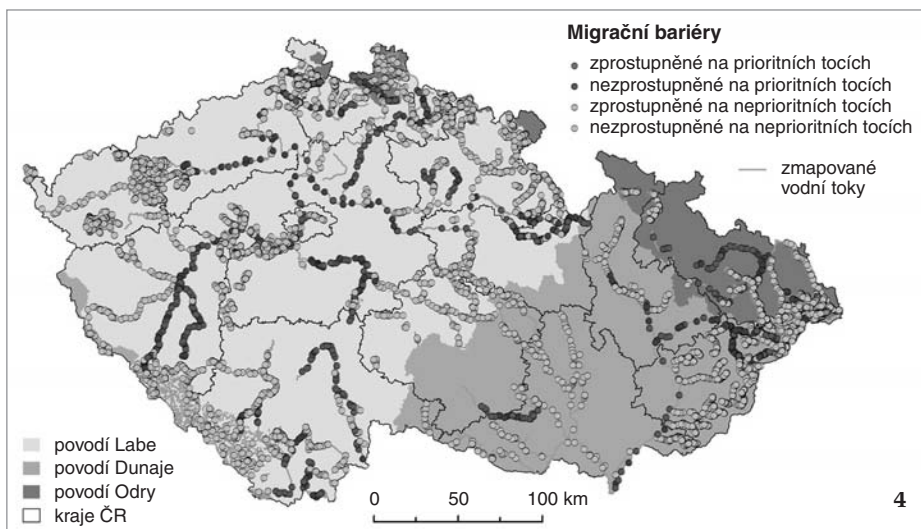 Migrační bariéry
zprostupněné na prioritních tocích
nezprostupněné na prioritních tocích
zprostupněné na neprioritních tocích
nezprostupněné na neprioritních tocích
zmapované
vodní toky
povodí Labe
povodí Dunaje
povodí Odry
kraje ČR
0 50 100 km
4